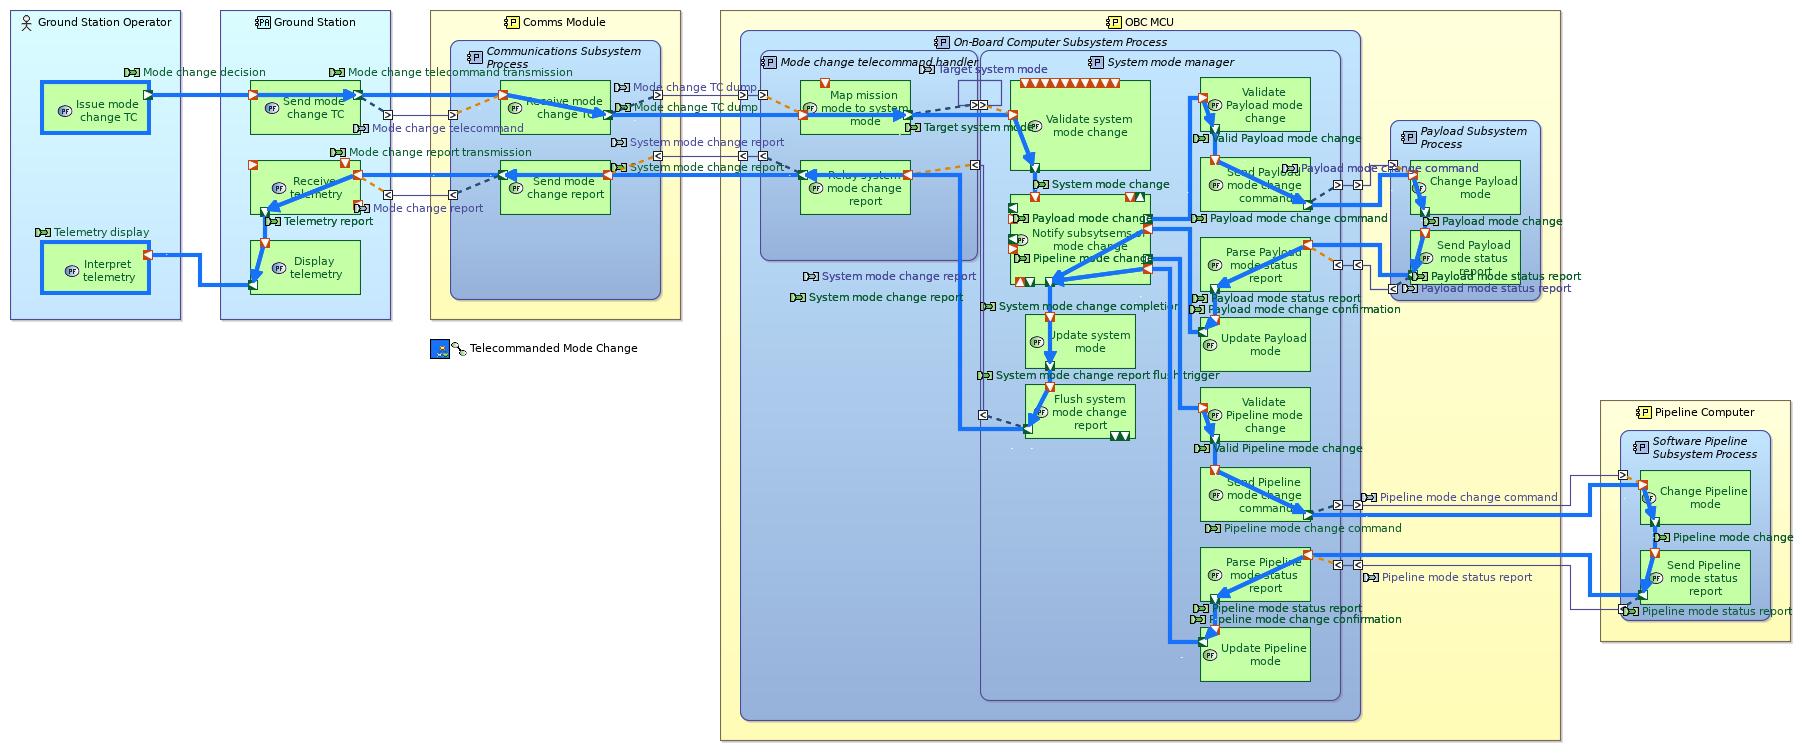 Ground Station Operator
Ground Station
Comms Module
OBC MCU
Communications Subsystem
Process
On-Board Computer Subsystem Process
Mode change telecommand handler
System mode manager
Mode change decision
Mode change telecommand transmission
Issue mode
change TC
Send mode
change TC
Mode change telecommand
Receive mode
change TC
Mode change TC dump
Mode change TC dump
Target system mode
Map mission
mode to system
mode
Target system mode
Validate system
mode change
System mode change
Mode change report transmission
Receive
telemetry
Mode change report
Telemetry report
Send mode
change report
System mode change report
System mode change report
Relay system
mode change
report
System mode change report
System mode change report
Telemetry display
Interpret
telemetry
Display
telemetry
Telecommanded Mode Change
Payload mode change
Notify subsytsems of
mode change
Pipeline mode change
System mode change completion
Update system
mode
System mode change report flush trigger
Flush system
mode change
report
Validate
Payload mode
change
Valid Payload mode change
Send Payload
mode change
command
Payload mode change command
Payload mode change command
Parse Payload
mode status
report
Payload mode status report
Payload mode change confirmation
Update Payload
mode
Payload Subsystem
Process
Change Payload
mode
Payload mode change
Send Payload
mode status
report
Payload mode status report
Payload mode status report
Validate
Pipeline mode
change
Valid Pipeline mode change
Send Pipeline
mode change
command
Pipeline mode change command
Pipeline mode change command
Parse Pipeline
mode status
report
Pipeline mode status report
Pipeline mode status report
Pipeline mode change confirmation
Update Pipeline
mode
Pipeline Computer
Software Pipeline
Subsystem Process
Change Pipeline
mode
Pipeline mode change
Send Pipeline
mode status
report
Pipeline mode status report